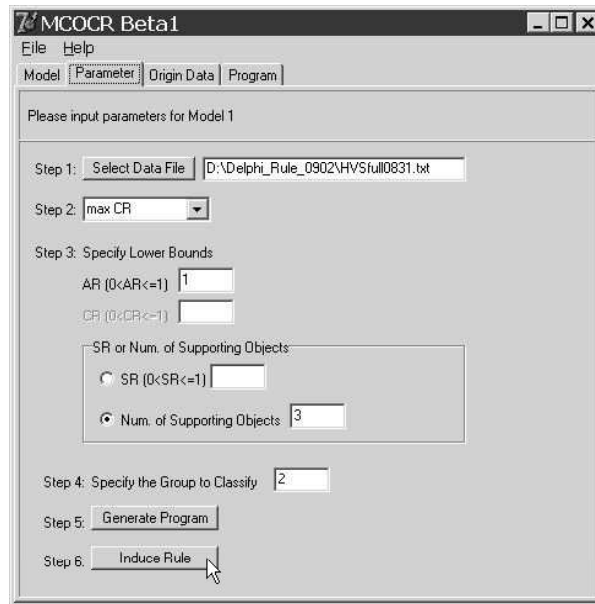 MCOCR Beta1
File Help
Model Parameter Origin Data Program
Please input parameters for Model 1
Step 1: Select Data File D:\Delphi_Rule_0902\HVSfull0831.txt
Step 2: max CR
Step 3: Specify Lower Bounds
AR (0<AR<=1) 1
CR (0<CR<=1)
SR or Num. of Supporting Objects
SR (0<SR<=1)
Num. of Supporting Objects 3
Step 4: Specify the Group to Classify 2
Step 5: Generate Program
Step 6. Induce Rule